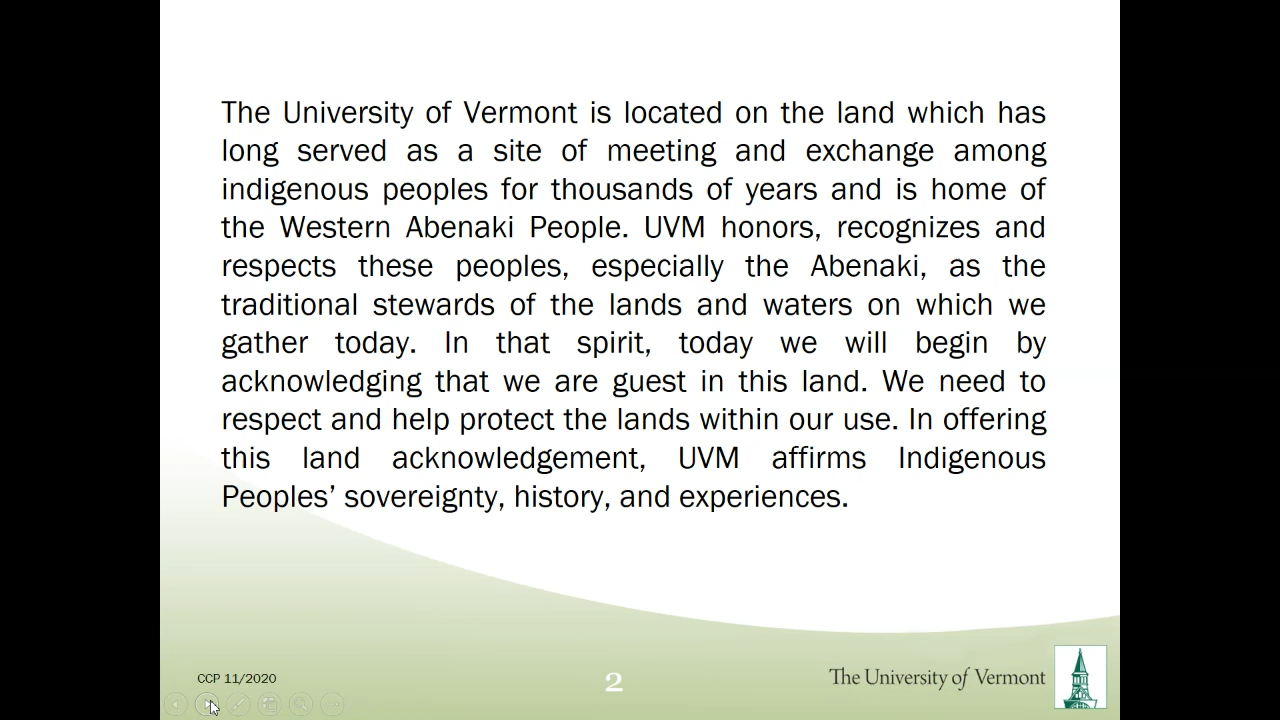 The University of Vermont is located on the land which has
long served as a site of meeting and exchange among
indigenous peoples for thousands of years and is home of
the Western Abenaki People. UVM honors, recognizes and
respects these peoples, especially the Abenaki, as the
traditional stewards of the lands and waters on which we
gather today. In that spirit, today we will begin by
acknowledging that we are guest in this land. We need to
respect and help protect the lands within our use. In offering
this land acknowledgement, UVM affirms Indigenous
Peoples’ sovereignty, history, and experiences.
CCP 11/2020
2
The University of Vermont